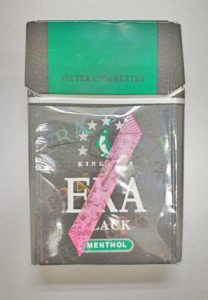 FILTER CIGARETTES
KING SIZE
ERA
BLACK
MENTHOL